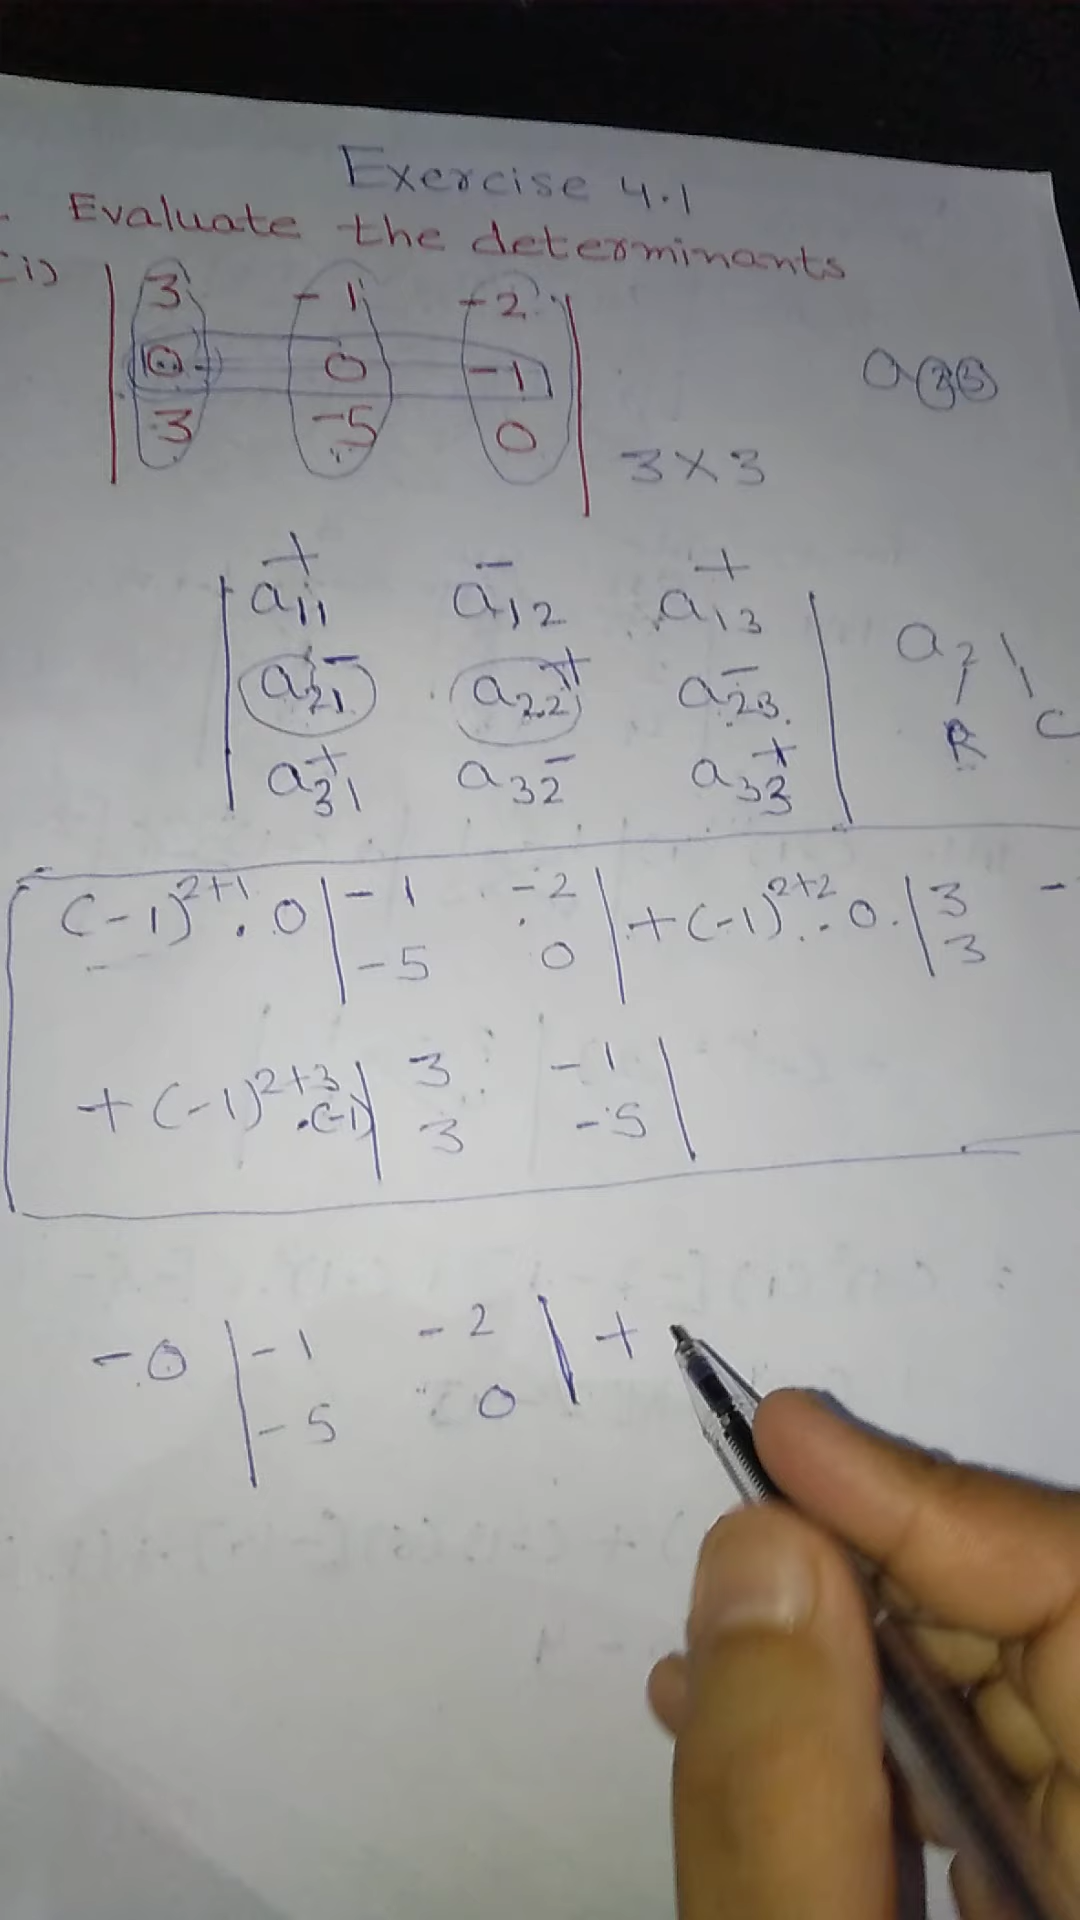 Exercise 4.1
Evaluate the determinants
(i)
| 3 -1 -2 |
| 0 0 -1 |
| 3 -5 0 |
3×3
+ - +
| a11 a12 a13 |
| a21 - a22 + a23 - |
| a31 + a32 - a33 + |
a21
R C
(-1)^2+1 . 0 | -1 -2 | + (-1)^2+2 . 0 . | 3 -
| -5 0 | | 3
+ (-1)^2+3 . (-1) | 3 -1 |
| 3 -5 |
-0 | -1 -2 | +
| -5 0 |